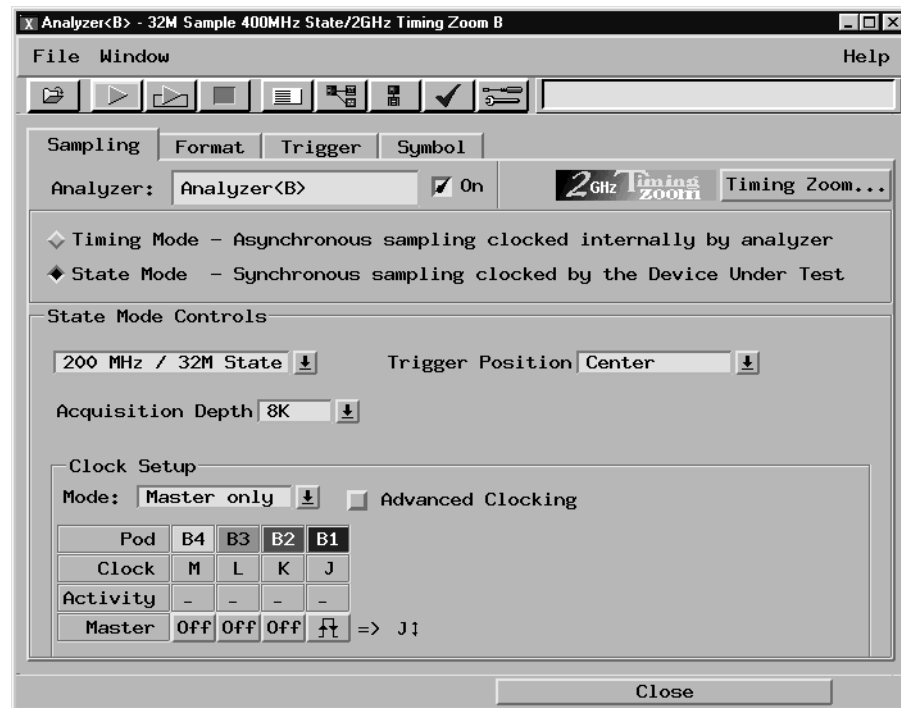 X Analyzer<B> - 32M Sample 400MHz State/2GHz Timing Zoom B
File Window Help
Sampling Format Trigger Symbol
Analyzer: Analyzer<B> On 2 GHz Timing zoom Timing Zoom...
Timing Mode - Asynchronous sampling clocked internally by analyzer
State Mode - Synchronous sampling clocked by the Device Under Test
State Mode Controls
200 MHz / 32M State Trigger Position Center
Acquisition Depth 8K
Clock Setup
Mode: Master only Advanced Clocking
Pod B4 B3 B2 B1
Clock M L K J
Activity - - - -
Master Off Off Off => J↕
Close